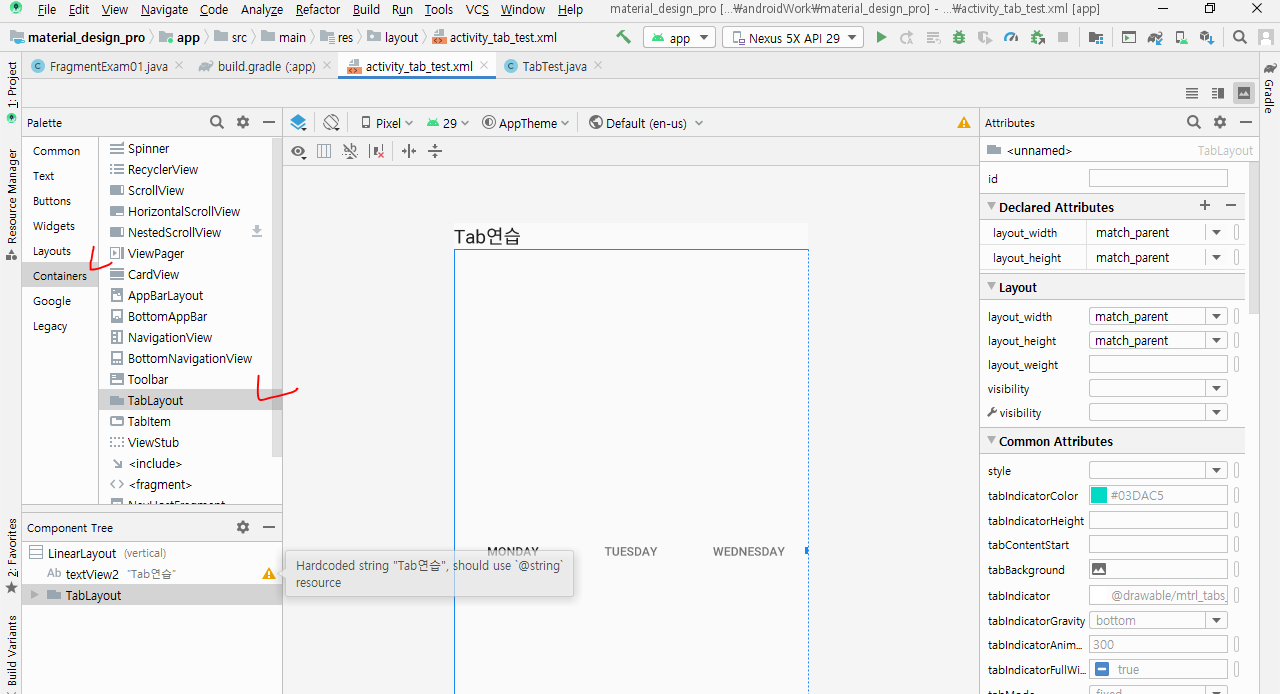 File Edit View Navigate Code Analyze Refactor Build Run Tools VCS Window Help material_design_pro [...₩androidWork₩material_design_pro] - ...₩activity_tab_test.xml [app]
material_design_pro app src main res layout activity_tab_test.xml app Nexus 5X API 29
FragmentExam01.java build.gradle (:app) activity_tab_test.xml TabTest.java
1: Project
Resource Manager
2: Favorites
Build Variants
Gradle
Palette
Common
Text
Buttons
Widgets
Layouts
Containers
Google
Legacy
Spinner
RecyclerView
ScrollView
HorizontalScrollView
NestedScrollView
ViewPager
CardView
AppBarLayout
BottomAppBar
NavigationView
BottomNavigationView
Toolbar
TabLayout
TabItem
ViewStub
<include>
<fragment>
NavHostFragment
Component Tree
LinearLayout (vertical)
Ab textView2 "Tab연습"
TabLayout
Pixel 29 AppTheme Default (en-us)
Tab연습
MONDAY TUESDAY WEDNESDAY
Hardcoded string "Tab연습", should use `@string`
resource
Attributes
<unnamed> TabLayout
id
Declared Attributes
layout_width match_parent
layout_height match_parent
Layout
layout_width match_parent
layout_height match_parent
layout_weight
visibility
visibility
Common Attributes
style
tabIndicatorColor #03DAC5
tabIndicatorHeight
tabContentStart
tabBackground
tabIndicator @drawable/mtrl_tabs_
tabIndicatorGravity bottom
tabIndicatorAnim... 300
tabIndicatorFullWi... true
tabMode fixed